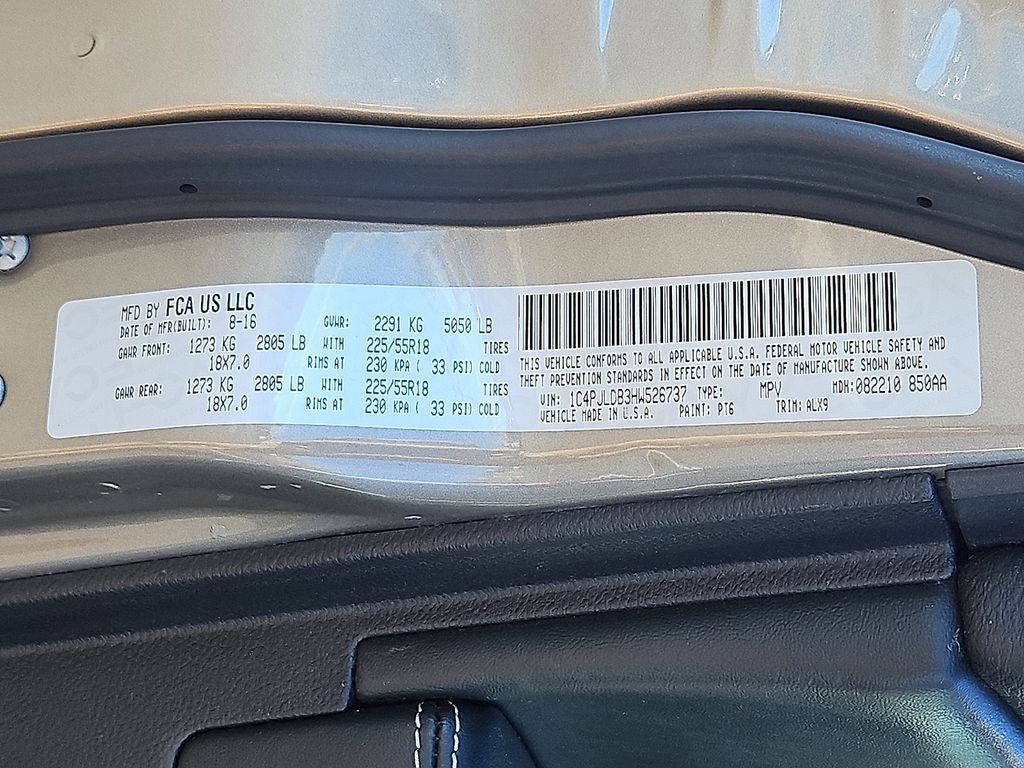 MFD BY FCA US LLC
DATE OF MFR(BUILT): 8-16 GVWR: 2291 KG 5050 LB
GAWR FRONT: 1273 KG 2805 LB WITH 225/55R18 TIRES
18X7.0 RIMS AT 230 KPA ( 33 PSI) COLD
GAWR REAR: 1273 KG 2805 LB WITH 225/55R18 TIRES
18X7.0 RIMS AT 230 KPA ( 33 PSI) COLD
THIS VEHICLE CONFORMS TO ALL APPLICABLE U.S.A. FEDERAL MOTOR VEHICLE SAFETY AND
THEFT PREVENTION STANDARDS IN EFFECT ON THE DATE OF MANUFACTURE SHOWN ABOVE.
VIN: 1C4PJLDB3HW526737 TYPE: MPV MDH:082210 850AA
VEHICLE MADE IN U.S.A. PAINT: PT6 TRIM: ALX9